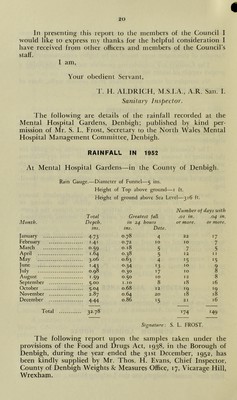 20
In presenting this report to the members of the Council I
would like to express my thanks for the helpful consideration I
have received from other officers and members of the Council's
staff.
I am,
Your obedient Servant,
T. H. ALDRICH, M.S.I.A., A.R. San. I.
Sanitary Inspector.
The following are details of the rainfall recorded at the
Mental Hospital Gardens, Denbigh; published by kind per-
mission of Mr. S. L. Frost, Secretary to the North Wales Mental
Hospital Management Committee, Denbigh.
RAINFALL IN 1952
At Mental Hospital Gardens—in the County of Denbigh.
Rain Gauge.—Diameter of Funnel—5 ins.
Height of Top above ground—1 ft.
Height of ground above Sea Level—316 ft.
Number of days with
Total Greatest fall .01 in. .04 in.
Month. Depth. in 24 hours or more. or more.
ins. ins. Date.
January 4.73 0.78 4 22 17
February 1.41 0.72 10 10 7
March 0.59 0.18 5 9 6
April 1.64 0.38 5 12 11
May 3.06 0.63 4 15 15
June 1.43 0.34 13 10 9
July 0.98 0.30 17 10 8
August 1.59 0.50 10 12 8
September 5.00 1.10 8 18 16
October 5.04 0.68 12 19 19
November 2.87 0.64 20 18 18
December 4.44 0.86 13 21 16
Total 32.78 174 149
Signature: S. L. FROST.
The following report upon the samples taken under the
provisions of the Food and Drugs Act, 1938, in the Borough of
Denbigh, during the year ended the 31st December, 1952, has
been kindly supplied by Mr. Thos. H. Evans, Chief Inspector,
County of Denbigh Weights & Measures Office, 17, Vicarage Hill,
Wrexham.